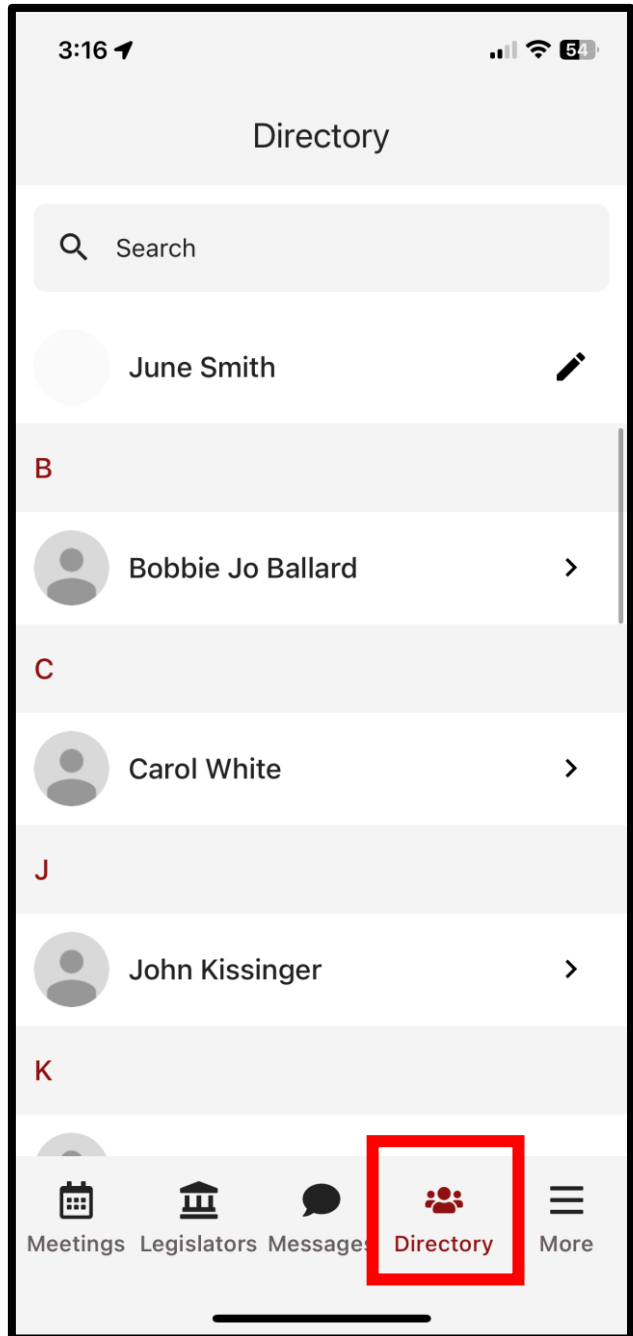 3:16
54
Directory
Search
June Smith
B
Bobbie Jo Ballard
C
Carol White
J
John Kissinger
K
Meetings Legislators Messages Directory More